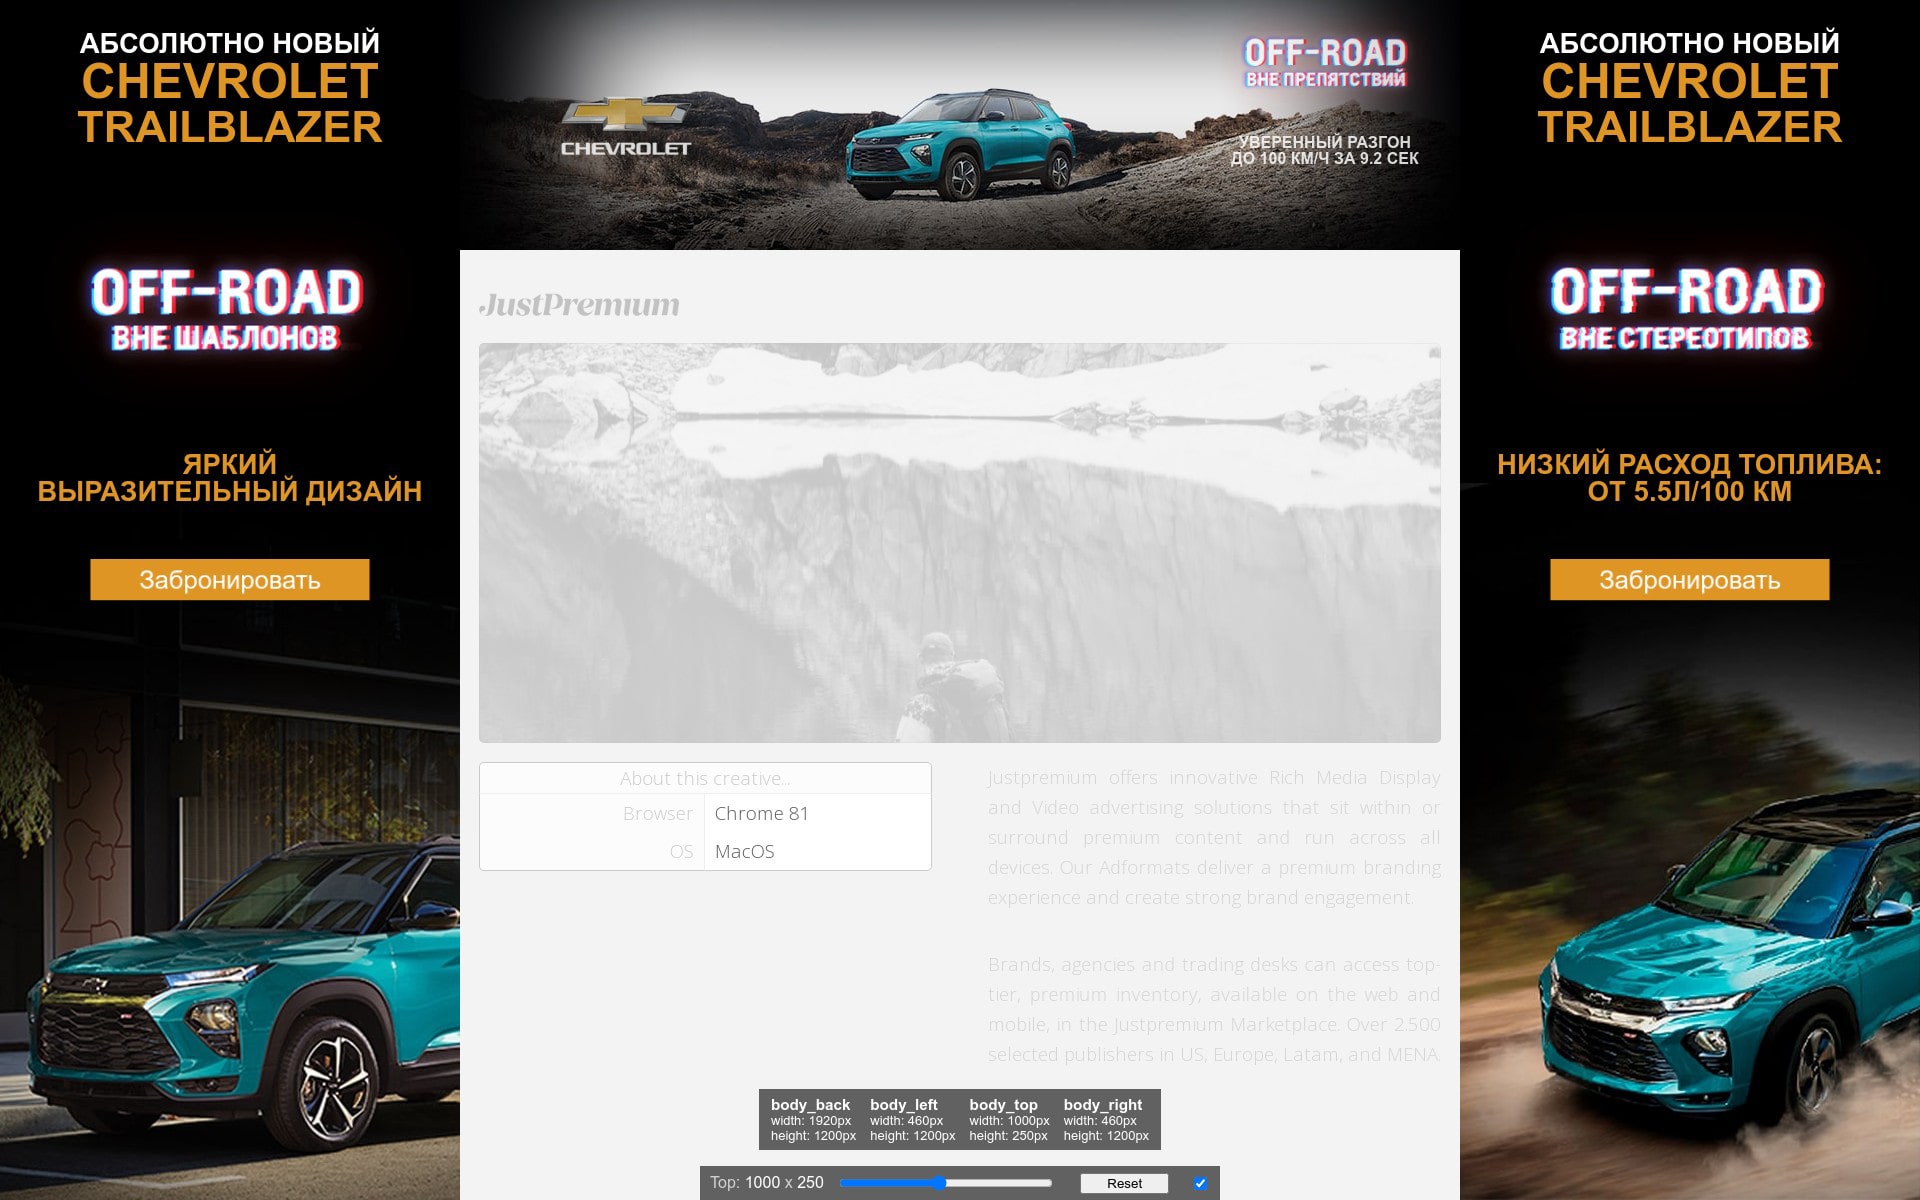 АБСОЛЮТНО НОВЫЙ
CHEVROLET
TRAILBLAZER
OFF-ROAD
ВНЕ ШАБЛОНОВ
ЯРКИЙ
ВЫРАЗИТЕЛЬНЫЙ ДИЗАЙН
Забронировать
CHEVROLET
OFF-ROAD
ВНЕ ПРЕПЯТСТВИЙ
УВЕРЕННЫЙ РАЗГОН
ДО 100 КМ/Ч ЗА 9.2 СЕК
JustPremium
About this creative...
Browser Chrome 81
OS MacOS
Justpremium offers innovative Rich Media Display
and Video advertising solutions that sit within or
surround premium content and run across all
devices. Our Adformats deliver a premium branding
experience and create strong brand engagement.
Brands, agencies and trading desks can access top-
tier, premium inventory, available on the web and
mobile, in the Justpremium Marketplace. Over 2.500
selected publishers in US, Europe, Latam, and MENA.
body_back body_left body_top body_right
width: 1920px width: 460px width: 1000px width: 460px
height: 1200px height: 1200px height: 250px height: 1200px
Top: 1000 x 250 Reset
АБСОЛЮТНО НОВЫЙ
CHEVROLET
TRAILBLAZER
OFF-ROAD
ВНЕ СТЕРЕОТИПОВ
НИЗКИЙ РАСХОД ТОПЛИВА:
ОТ 5.5Л/100 КМ
Забронировать